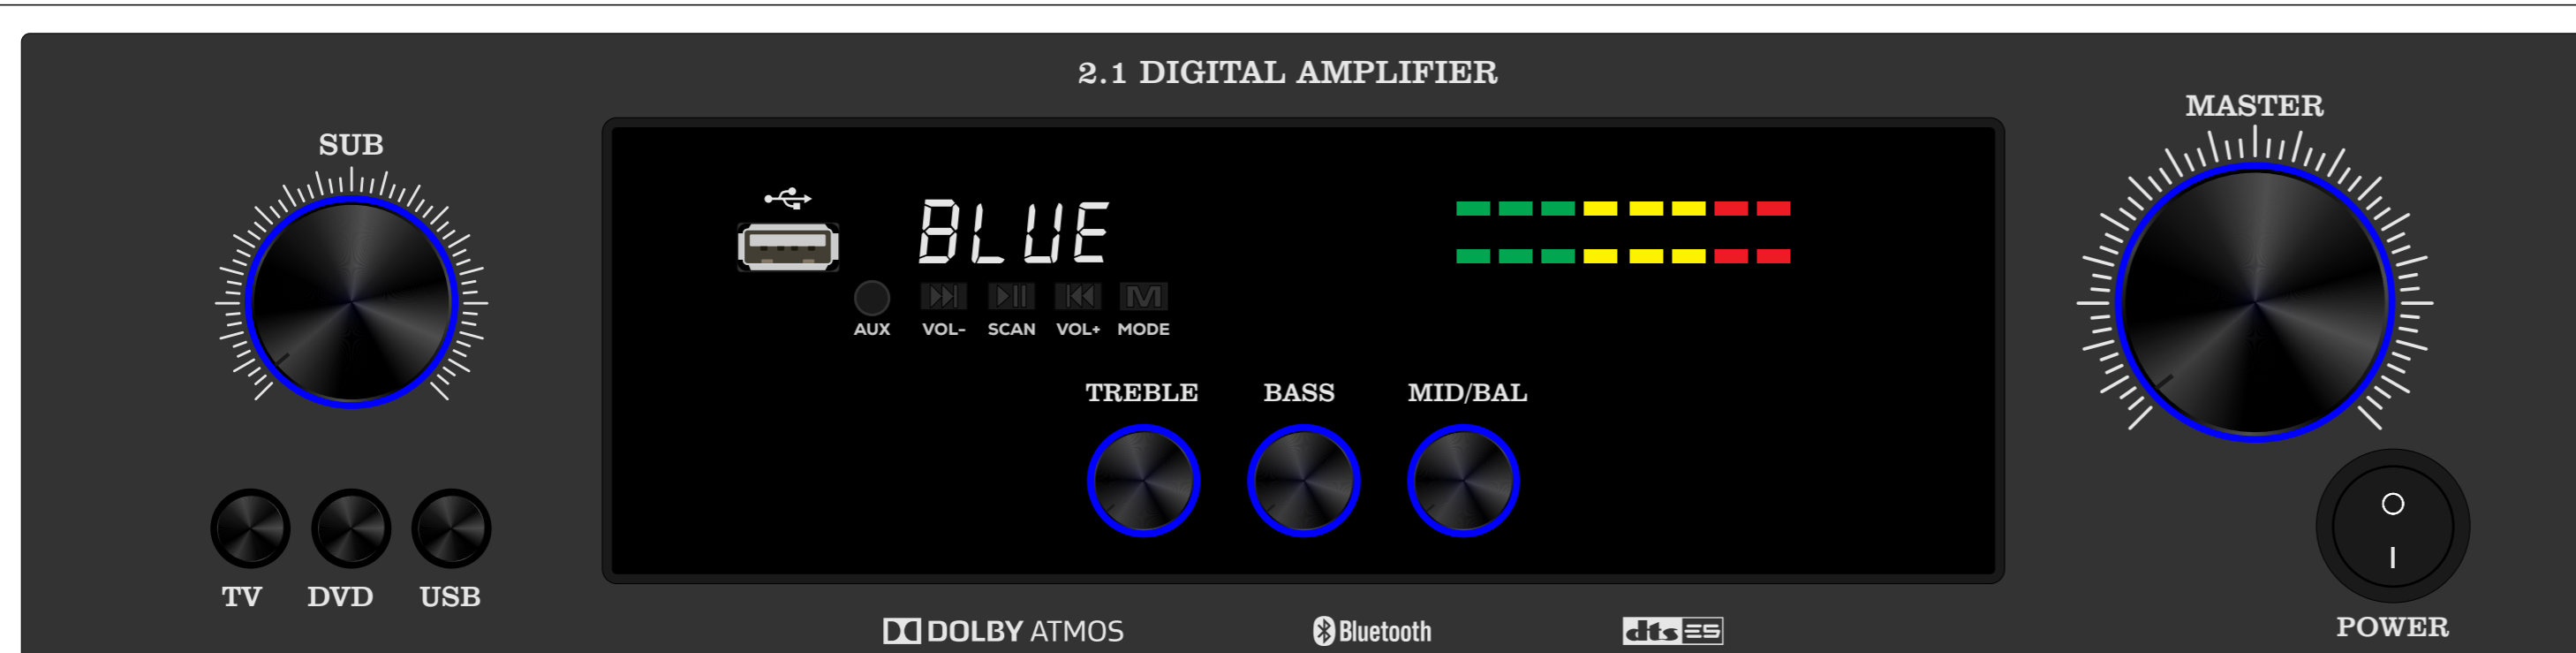 2.1 DIGITAL AMPLIFIER
MASTER
SUB
BLUE
M
AUX VOL- SCAN VOL+ MODE
TREBLE BASS MID/BAL
TV DVD USB
DOLBY ATMOS
Bluetooth
dts ES
POWER